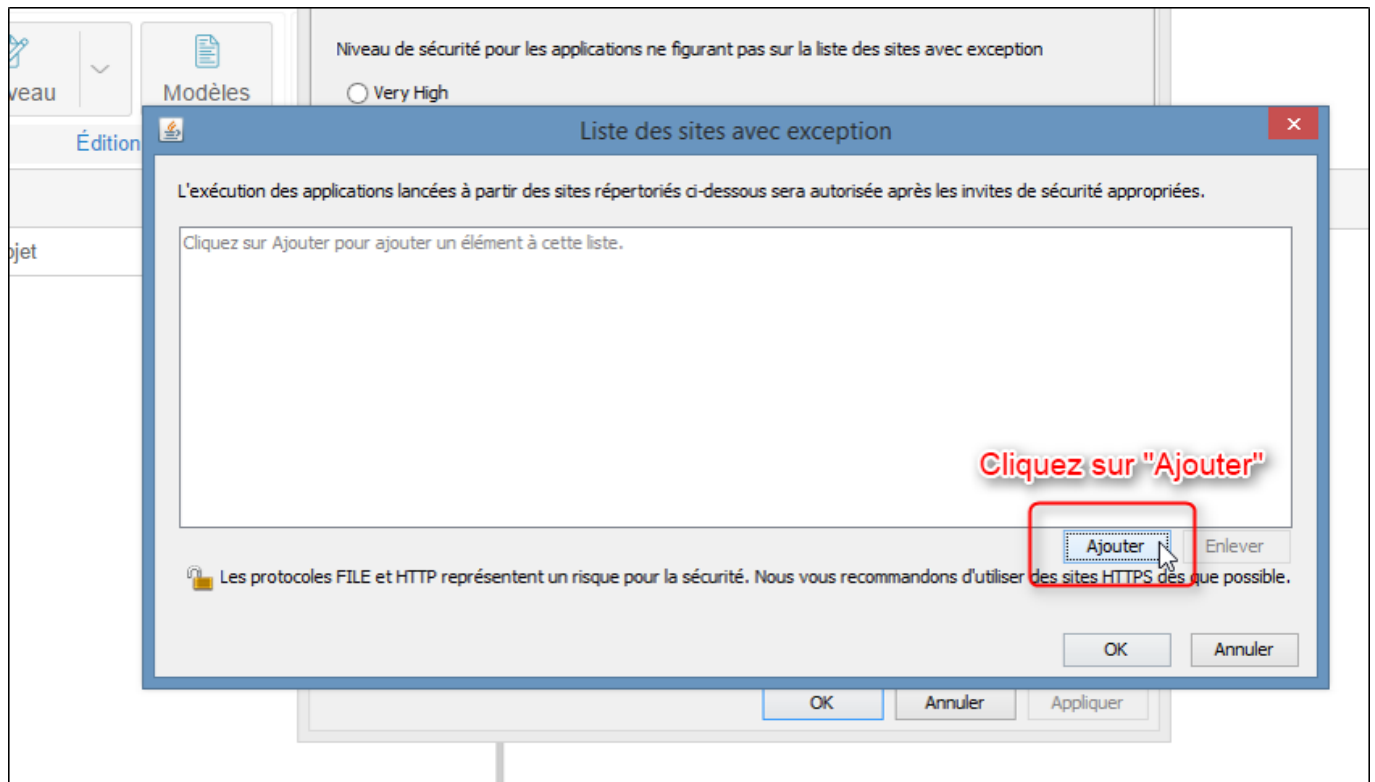 Niveau de sécurité pour les applications ne figurant pas sur la liste des sites avec exception
veau
Modèles
Very High
Édition
Liste des sites avec exception
L'exécution des applications lancées à partir des sites répertoriés ci-dessous sera autorisée après les invites de sécurité appropriées.
Cliquez sur Ajouter pour ajouter un élément à cette liste.
jet
Cliquez sur "Ajouter"
Ajouter
Enlever
Les protocoles FILE et HTTP représentent un risque pour la sécurité. Nous vous recommandons d'utiliser des sites HTTPS dès que possible.
OK
Annuler
OK
Annuler
Appliquer